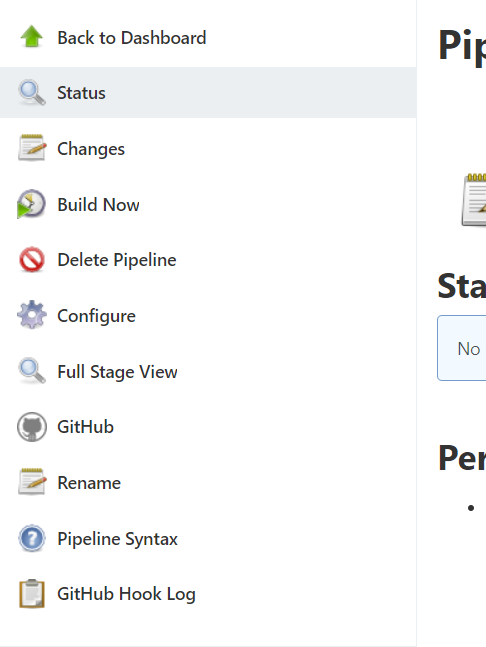 Back to Dashboard
Status
Changes
Build Now
Delete Pipeline
Configure
Full Stage View
GitHub
Rename
Pipeline Syntax
GitHub Hook Log
Pip
Sta
No
Per